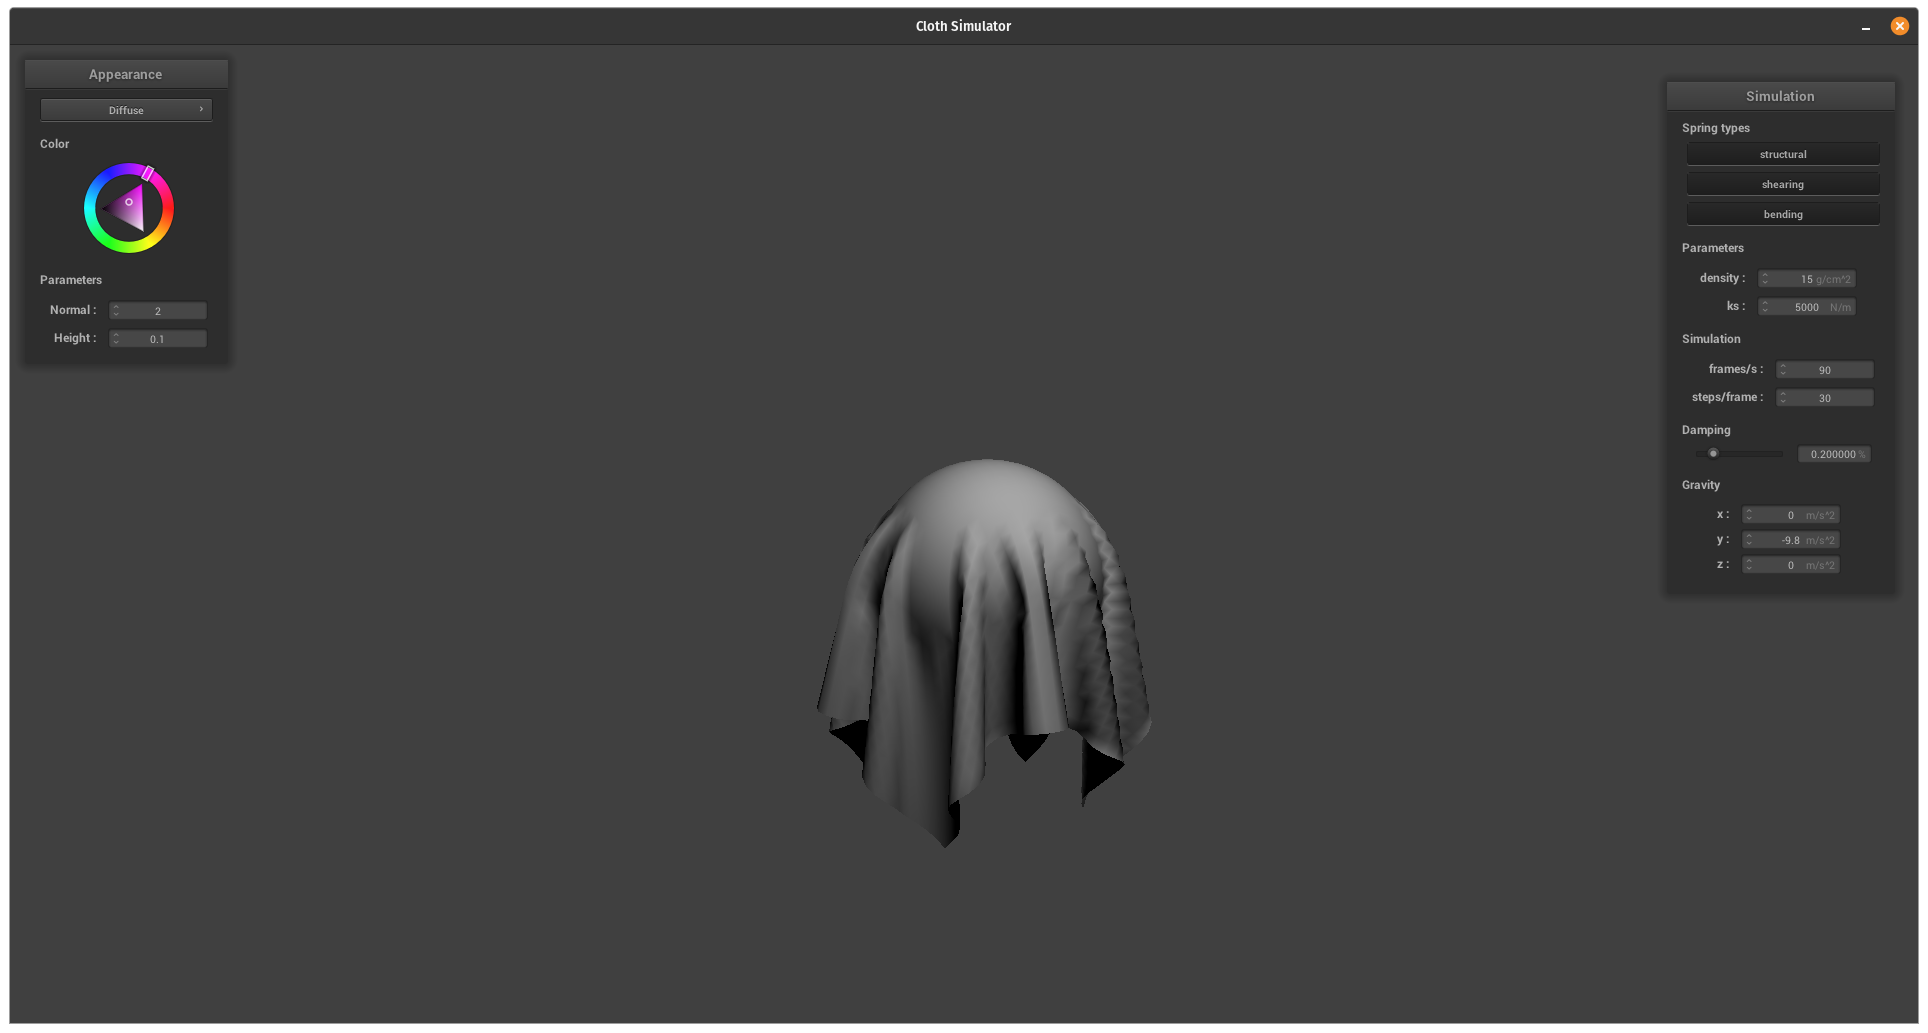 Cloth Simulator
Appearance
Diffuse
Color
Parameters
Normal : 2
Height : 0.1
Simulation
Spring types
structural
shearing
bending
Parameters
density : 15 g/cm^2
ks : 5000 N/m
Simulation
frames/s : 90
steps/frame : 30
Damping
0.200000 %
Gravity
x : 0 m/s^2
y : -9.8 m/s^2
z : 0 m/s^2